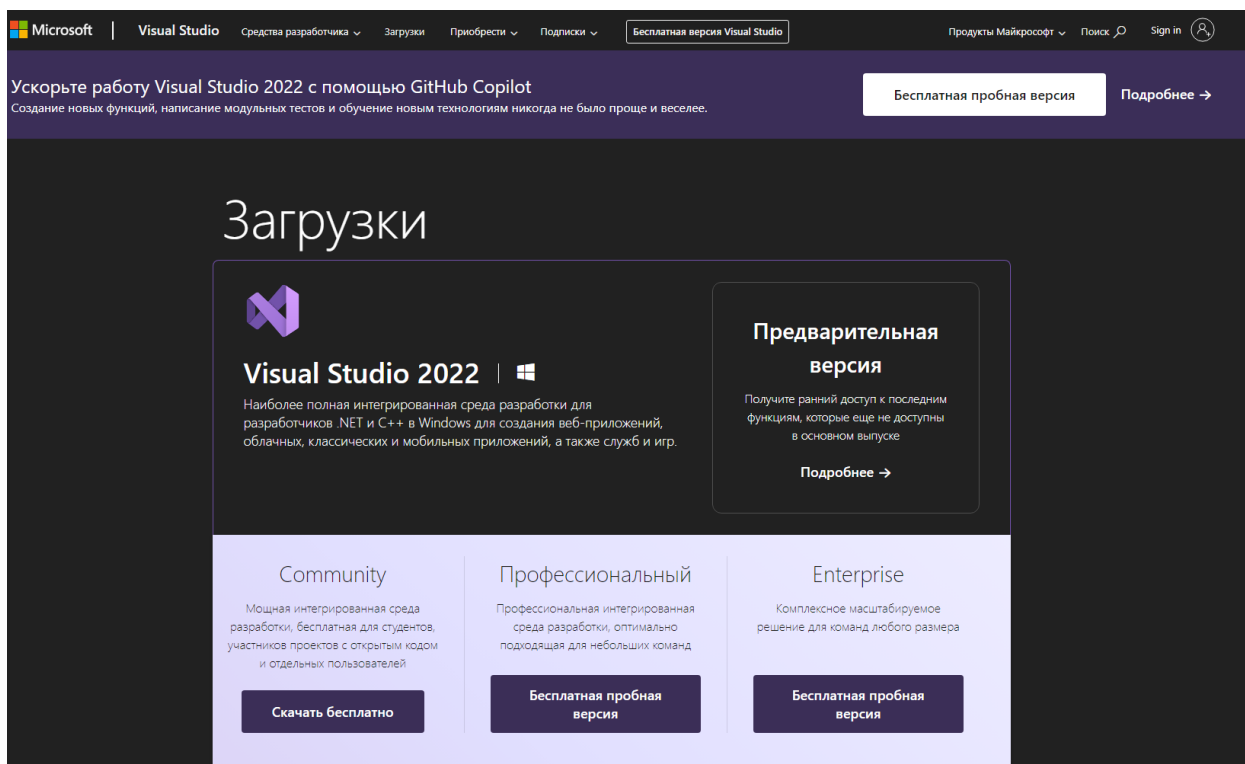 Microsoft Visual Studio Средства разработчика Загрузки Приобрести Подписки Бесплатная версия Visual Studio Продукты Майкрософт Поиск Sign in
Ускорьте работу Visual Studio 2022 с помощью GitHub Copilot
Создание новых функций, написание модульных тестов и обучение новым технологиям никогда не было проще и веселее.
Бесплатная пробная версия
Подробнее →
Загрузки
Visual Studio 2022
Наиболее полная интегрированная среда разработки для
разработчиков .NET и C++ в Windows для создания веб-приложений,
облачных, классических и мобильных приложений, а также служб и игр.
Предварительная
версия
Получите ранний доступ к последним
функциям, которые еще не доступны
в основном выпуске
Подробнее →
Community
Мощная интегрированная среда
разработки, бесплатная для студентов,
участников проектов с открытым кодом
и отдельных пользователей
Скачать бесплатно
Профессиональный
Профессиональная интегрированная
среда разработки, оптимально
подходящая для небольших команд
Бесплатная пробная
версия
Enterprise
Комплексное масштабируемое
решение для команд любого размера
Бесплатная пробная
версия